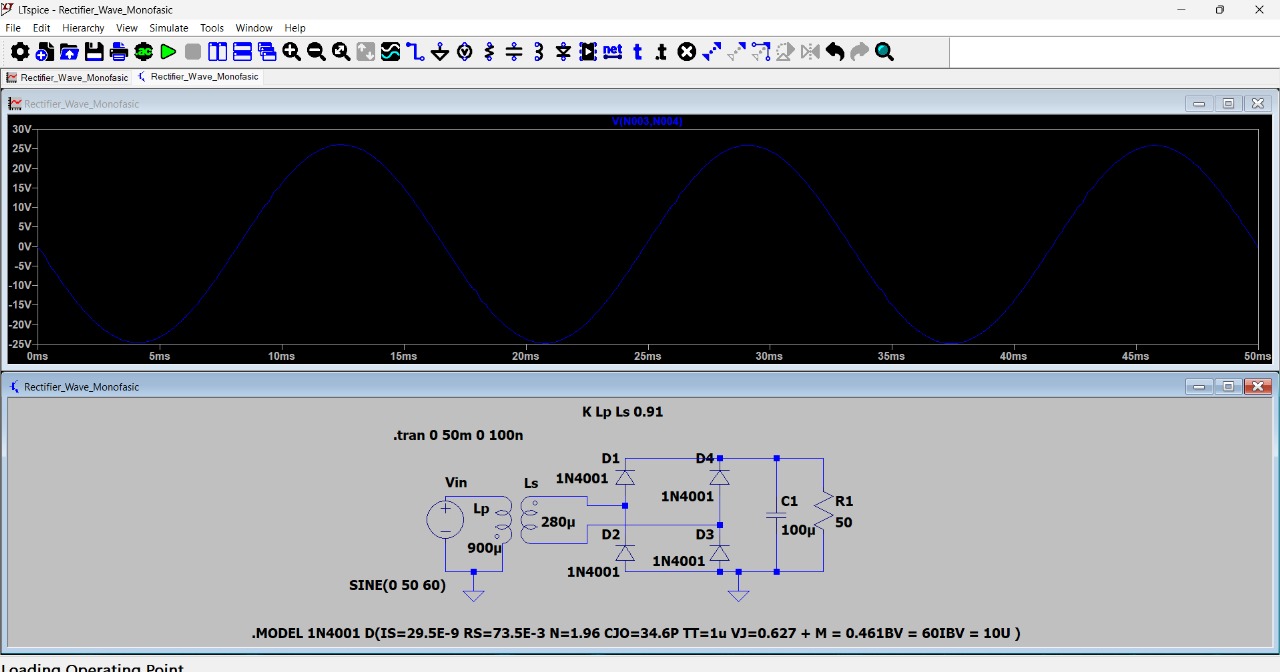 LTspice - Rectifier_Wave_Monofasic
File Edit Hierarchy View Simulate Tools Window Help
.ac net t .t
Rectifier_Wave_Monofasic Rectifier_Wave_Monofasic
Rectifier_Wave_Monofasic
V(N003,N004)
30V
25V
20V
15V
10V
5V
0V
-5V
-10V
-15V
-20V
-25V
0ms 5ms 10ms 15ms 20ms 25ms 30ms 35ms 40ms 45ms 50ms
Rectifier_Wave_Monofasic
K Lp Ls 0.91
.tran 0 50m 0 100n
D1 D4
Vin Ls 1N4001
1N4001
Lp C1 R1
280µ 50
100µ
D2 D3
900µ
1N4001
1N4001
SINE(0 50 60)
.MODEL 1N4001 D(IS=29.5E-9 RS=73.5E-3 N=1.96 CJO=34.6P TT=1u VJ=0.627 + M = 0.461BV = 60IBV = 10U )
Loading Operating Point